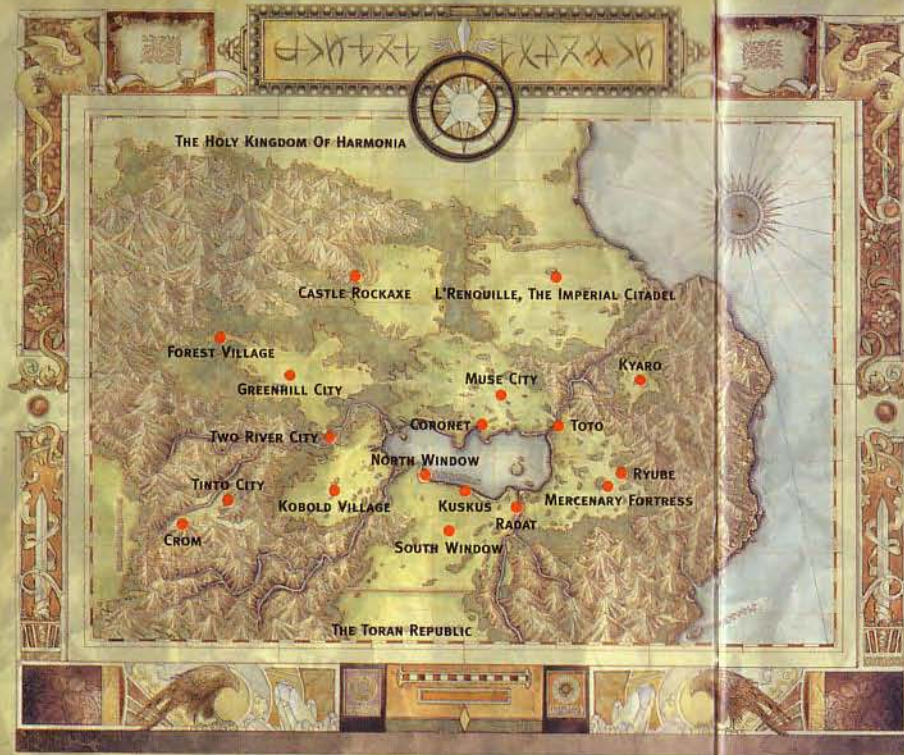 THE HOLY KINGDOM OF HARMONIA
CASTLE ROCKAXE
L'RENOUILLE, THE IMPERIAL CITADEL
FOREST VILLAGE
GREENHILL CITY
KYARO
MUSE CITY
CORONET
TOTO
TWO RIVER CITY
NORTH WINDOW
RYUBE
TINTO CITY
KOBOLD VILLAGE
KUSKUS
MERCENARY FORTRESS
RADAT
CROM
SOUTH WINDOW
THE TORAN REPUBLIC